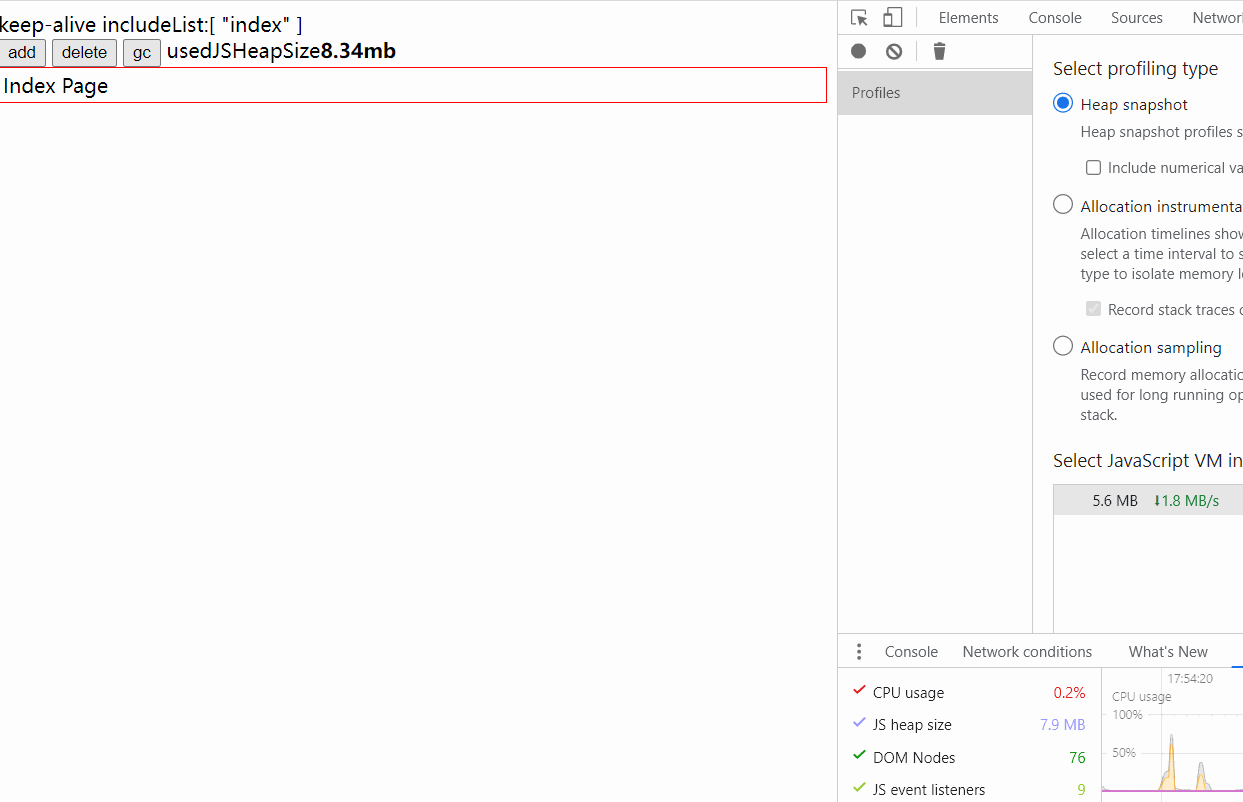 keep-alive includeList:[ "index" ]
add delete gc usedJSHeapSize8.34mb
Index Page
Elements Console Sources Networ
Profiles
Select profiling type
Heap snapshot
Heap snapshot profiles s
Include numerical va
Allocation instrumenta
Allocation timelines show
select a time interval to s
type to isolate memory l
Record stack traces o
Allocation sampling
Record memory allocatio
used for long running op
stack.
Select JavaScript VM in
5.6 MB ⬇1.8 MB/s
Console Network conditions What's New
CPU usage 0.2%
JS heap size 7.9 MB
DOM Nodes 76
JS event listeners 9
17:54:20
CPU usage
100%
50%